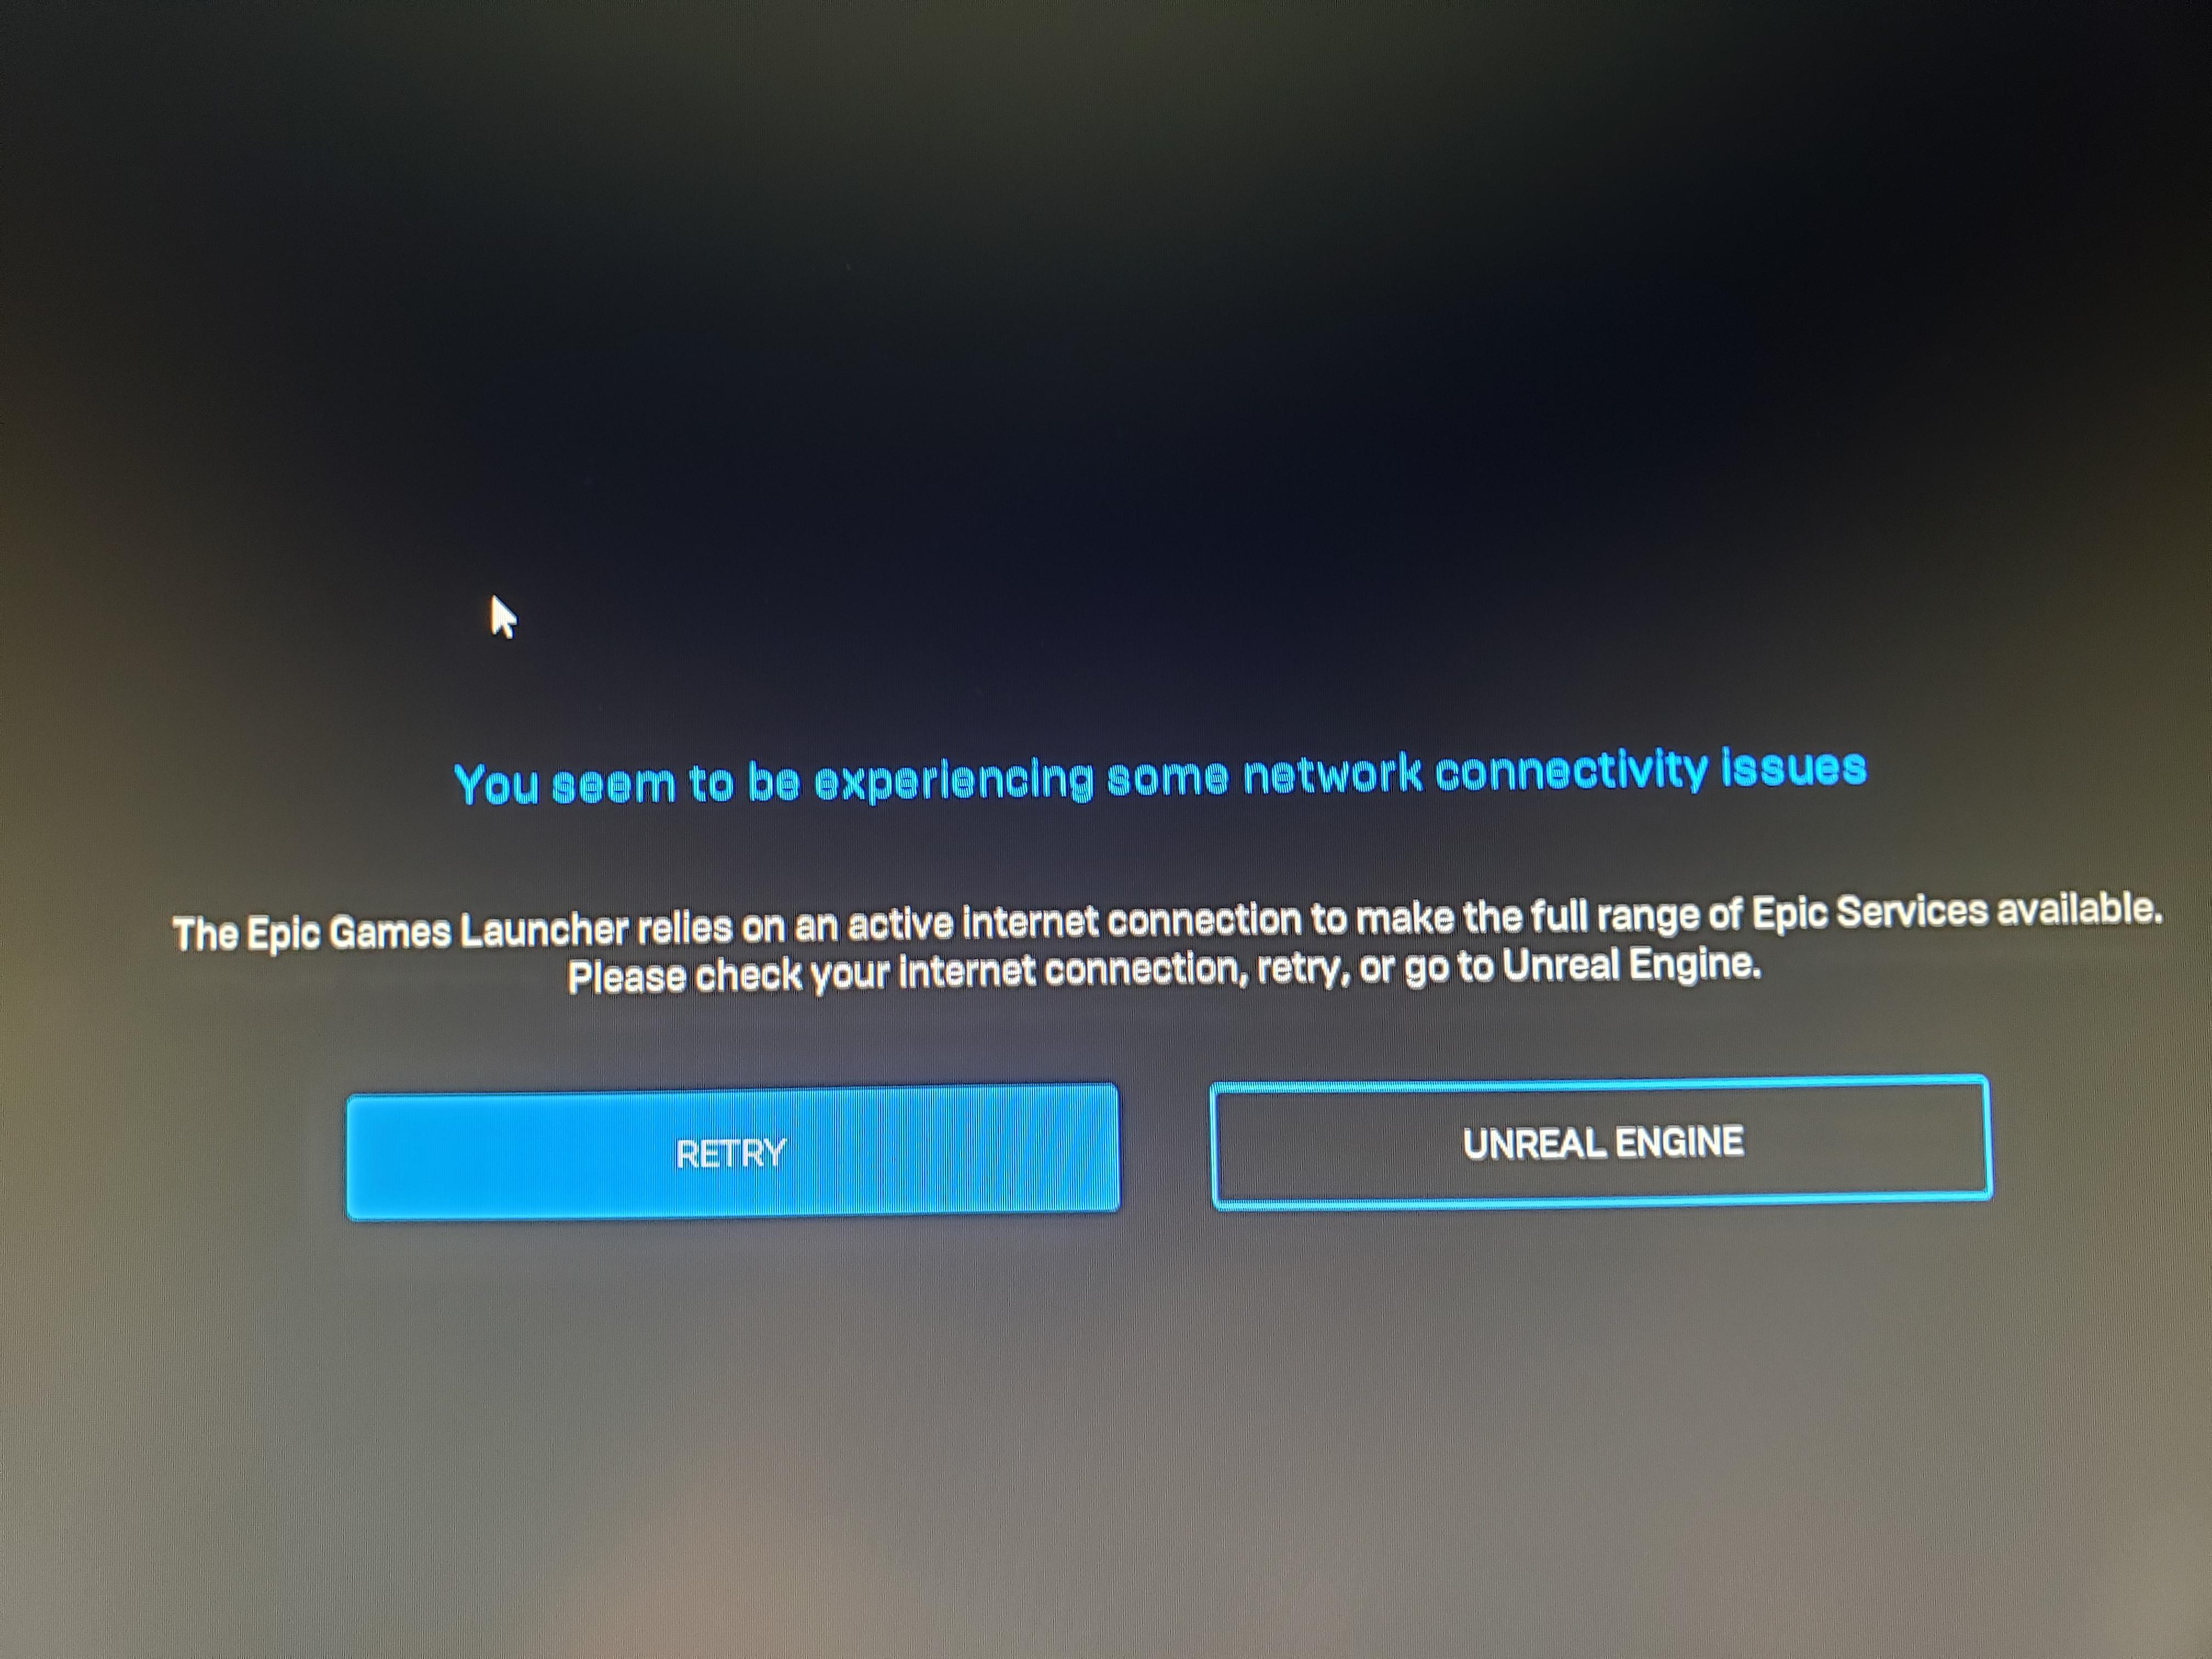 You seem to be experiencing some network connectivity issues
The Epic Games Launcher relies on an active internet connection to make the full range of Epic Services available.
Please check your internet connection, retry, or go to Unreal Engine.
RETRY
UNREAL ENGINE